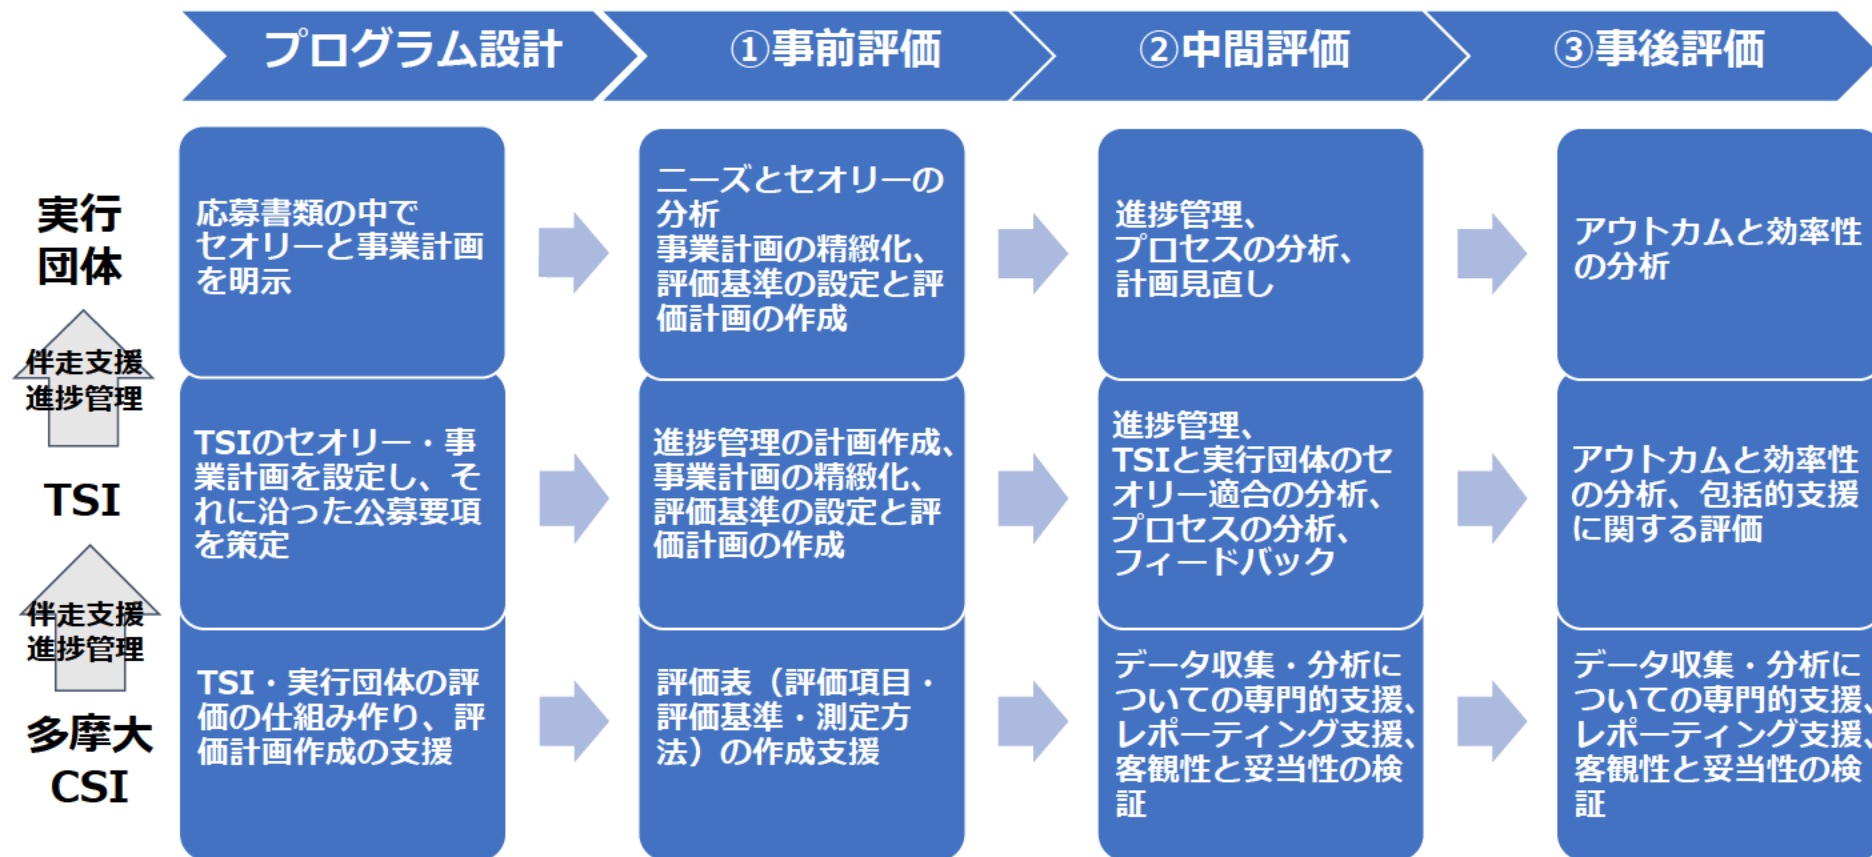 プログラム設計
①事前評価
②中間評価
③事後評価
実行
団体
応募書類の中で
セオリーと事業計画
を明示
ニーズとセオリーの
分析
事業計画の精緻化、
評価基準の設定と評
価計画の作成
進捗管理、
プロセスの分析、
計画見直し
アウトカムと効率性
の分析
伴走支援
進捗管理
TSI
TSIのセオリー・事
業計画を設定し、そ
れに沿った公募要項
を策定
進捗管理の計画作成、
事業計画の精緻化、
評価基準の設定と評
価計画の作成
進捗管理、
TSIと実行団体のセ
オリー適合の分析、
プロセスの分析、
フィードバック
アウトカムと効率性
の分析、包括的支援
に関する評価
伴走支援
進捗管理
多摩大
CSI
TSI・実行団体の評
価の仕組み作り、評
価計画作成の支援
評価表（評価項目・
評価基準・測定方
法）の作成支援
データ収集・分析に
ついての専門的支援、
レポーティング支援、
客観性と妥当性の検
証
データ収集・分析に
ついての専門的支援、
レポーティング支援、
客観性と妥当性の検
証